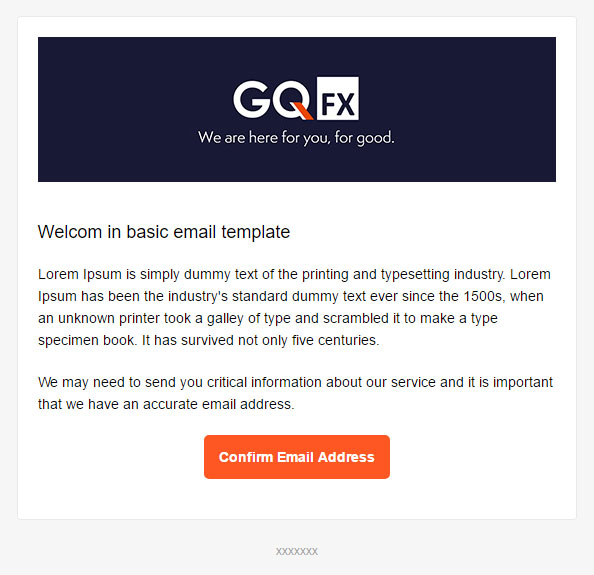 GQ FX
We are here for you, for good.
Welcom in basic email template
Lorem Ipsum is simply dummy text of the printing and typesetting industry. Lorem
Ipsum has been the industry's standard dummy text ever since the 1500s, when
an unknown printer took a galley of type and scrambled it to make a type
specimen book. It has survived not only five centuries.
We may need to send you critical information about our service and it is important
that we have an accurate email address.
Confirm Email Address
xxxxxxx